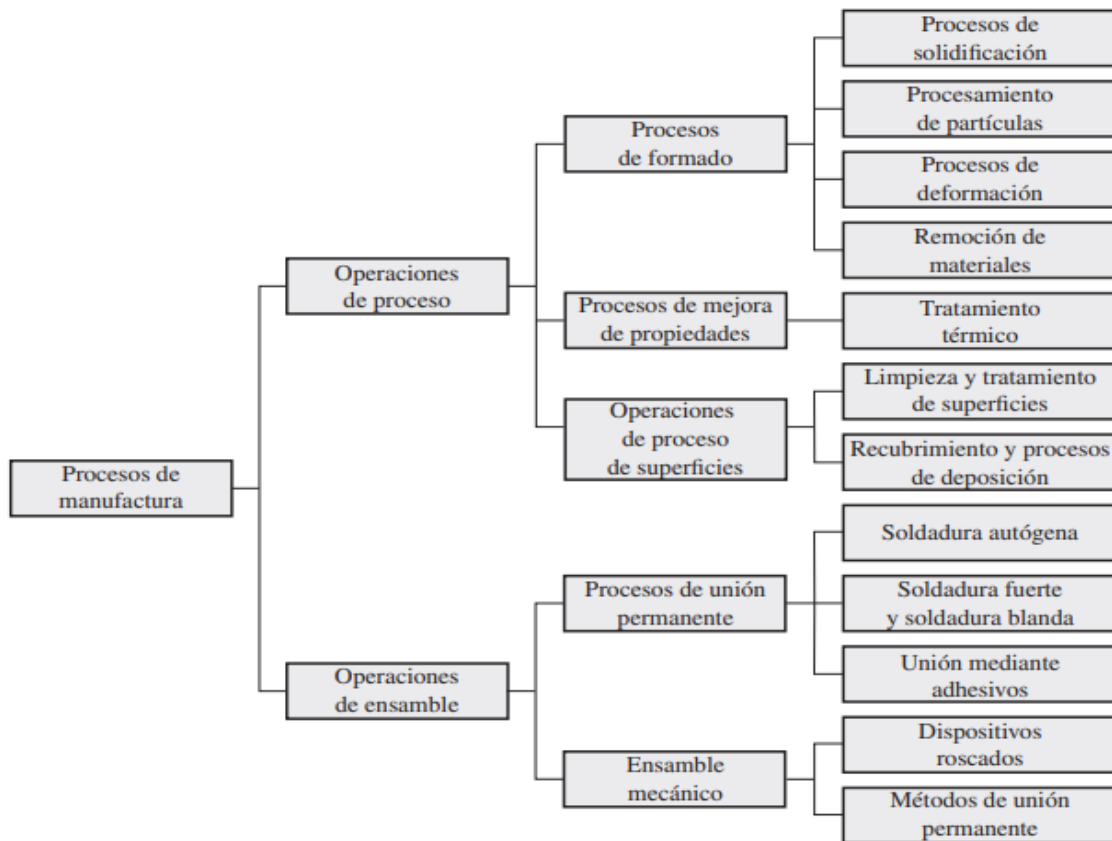 Procesos de
manufactura
Operaciones
de proceso
Procesos
de formado
Procesos de
solidificación
Procesamiento
de partículas
Procesos de
deformación
Remoción de
materiales
Procesos de mejora
de propiedades
Tratamiento
térmico
Operaciones
de proceso
de superficies
Limpieza y tratamiento
de superficies
Recubrimiento y procesos
de deposición
Operaciones
de ensamble
Procesos de unión
permanente
Soldadura autógena
Soldadura fuerte
y soldadura blanda
Unión mediante
adhesivos
Ensamble
mecánico
Dispositivos
roscados
Métodos de unión
permanente